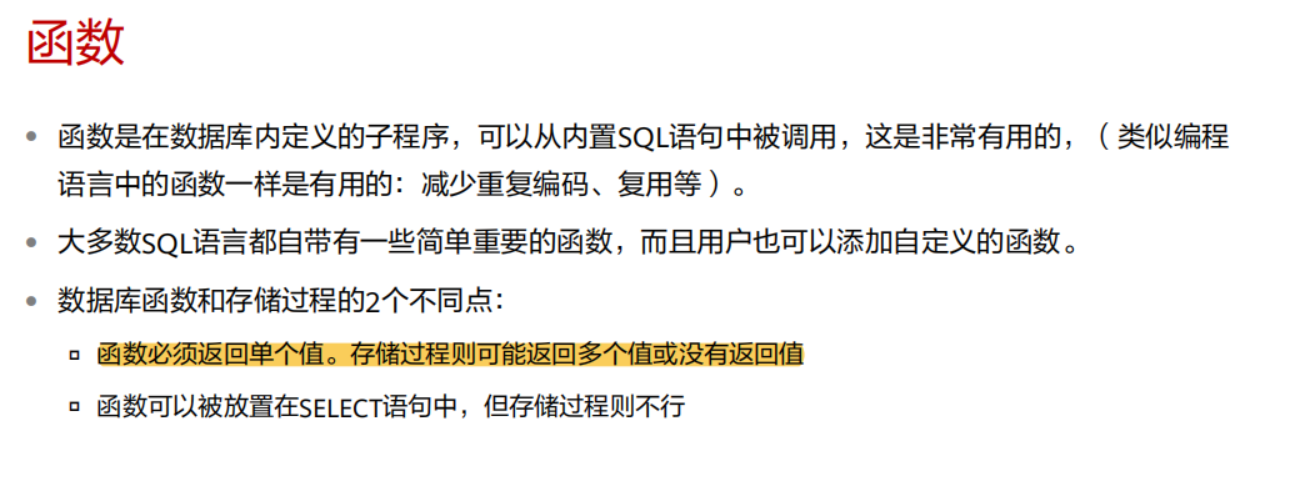 函数
• 函数是在数据库内定义的子程序，可以从内置SQL语句中被调用，这是非常有用的，（类似编程
语言中的函数一样是有用的：减少重复编码、复用等）。
• 大多数SQL语言都自带有一些简单重要的函数，而且用户也可以添加自定义的函数。
• 数据库函数和存储过程的2个不同点：
▫ 函数必须返回单个值。存储过程则可能返回多个值或没有返回值
▫ 函数可以被放置在SELECT语句中，但存储过程则不行